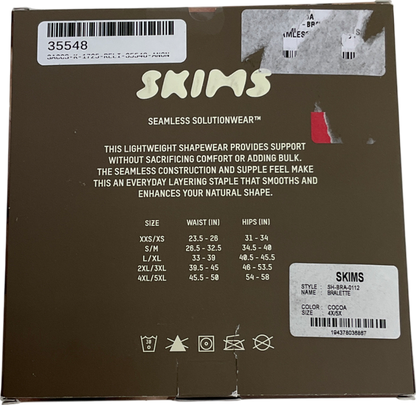 35548
SKIMS
SEAMLESS SOLUTIONWEAR™
THIS LIGHTWEIGHT SHAPEWEAR PROVIDES SUPPORT
WITHOUT SACRIFICING COMFORT OR ADDING BULK.
THE SEAMLESS CONSTRUCTION AND SUPPLE FEEL MAKE
THIS AN EVERYDAY LAYERING STAPLE THAT SMOOTHS AND
ENHANCES YOUR NATURAL SHAPE.
SIZE WAIST (IN) HIPS (IN)
XXS/XS 23.5 - 26 31 - 34
S/M 26.5 - 32.5 34.5 - 40
L/XL 33 - 39 40.5 - 45.5
2XL/3XL 39.5 - 45 46 - 53.5
4XL/5XL 45.5 - 50 54 - 58
SKIMS
STYLE : SH-BRA-0112
NAME : BRALETTE
COLOR : COCOA
SIZE : 4X/5X
194378036867
30